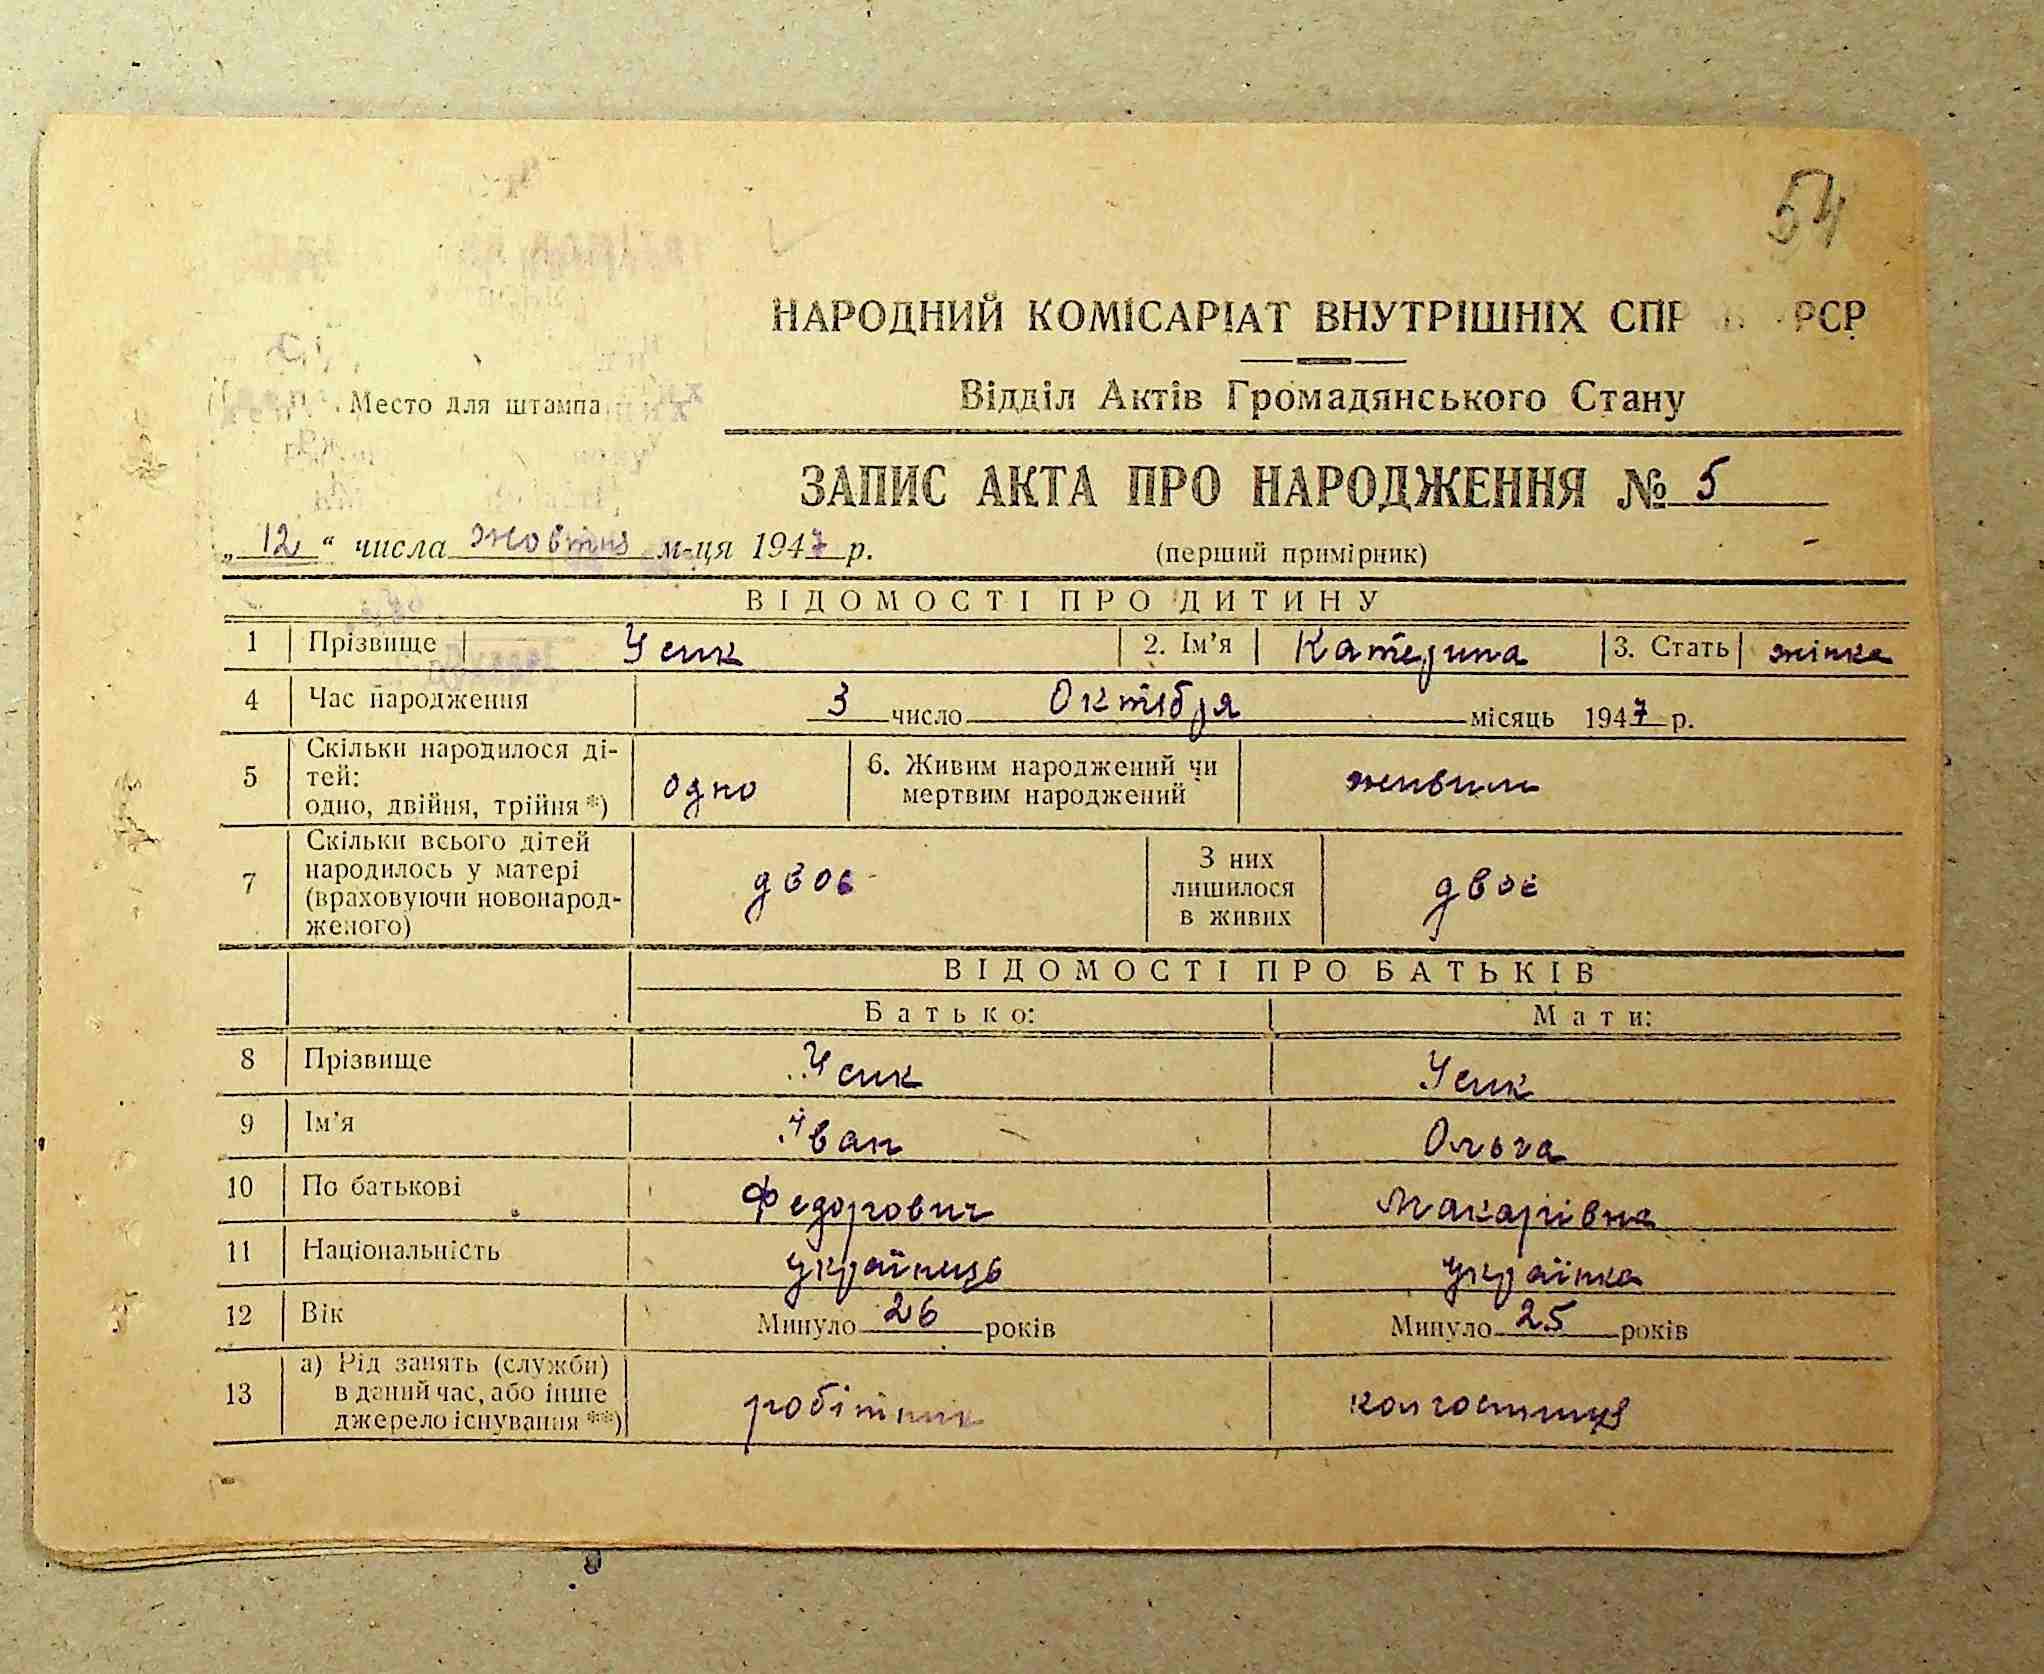 54
НАРОДНИЙ КОМІСАРІАТ ВНУТРІШНІХ СПР РСР
Место для штампа
Відділ Актів Громадянського Стану
ЗАПИС АКТА ПРО НАРОДЖЕННЯ № 5
„ 12 “ числа жовтня м-ця 1947 р. (перший примірник)
ВІДОМОСТІ ПРО ДИТИНУ
1 Прізвище Усик 2. Ім’я Катерина 3. Стать жінка
4 Час народження 3 число Октября місяць 1947 р.
5 Скільки народилося ді-
тей:
одно, двійня, трійня *) одно 6. Живим народжений чи
мертвим народжений живим
7 Скільки всього дітей
народилось у матері
(враховуючи новонарод-
женого) двоє З них
лишилося
в живих двоє
ВІДОМОСТІ ПРО БАТЬКІВ
Батько: Мати:
8 Прізвище Усик Усик
9 Ім’я Иван Ольга
10 По батькові Федорович Макарівна
11 Національність українець українка
12 Вік Минуло 26 років Минуло 25 років
13 а) Рід занять (служби)
в даний час, або інше
джерело існування **) робітник колгоспниця